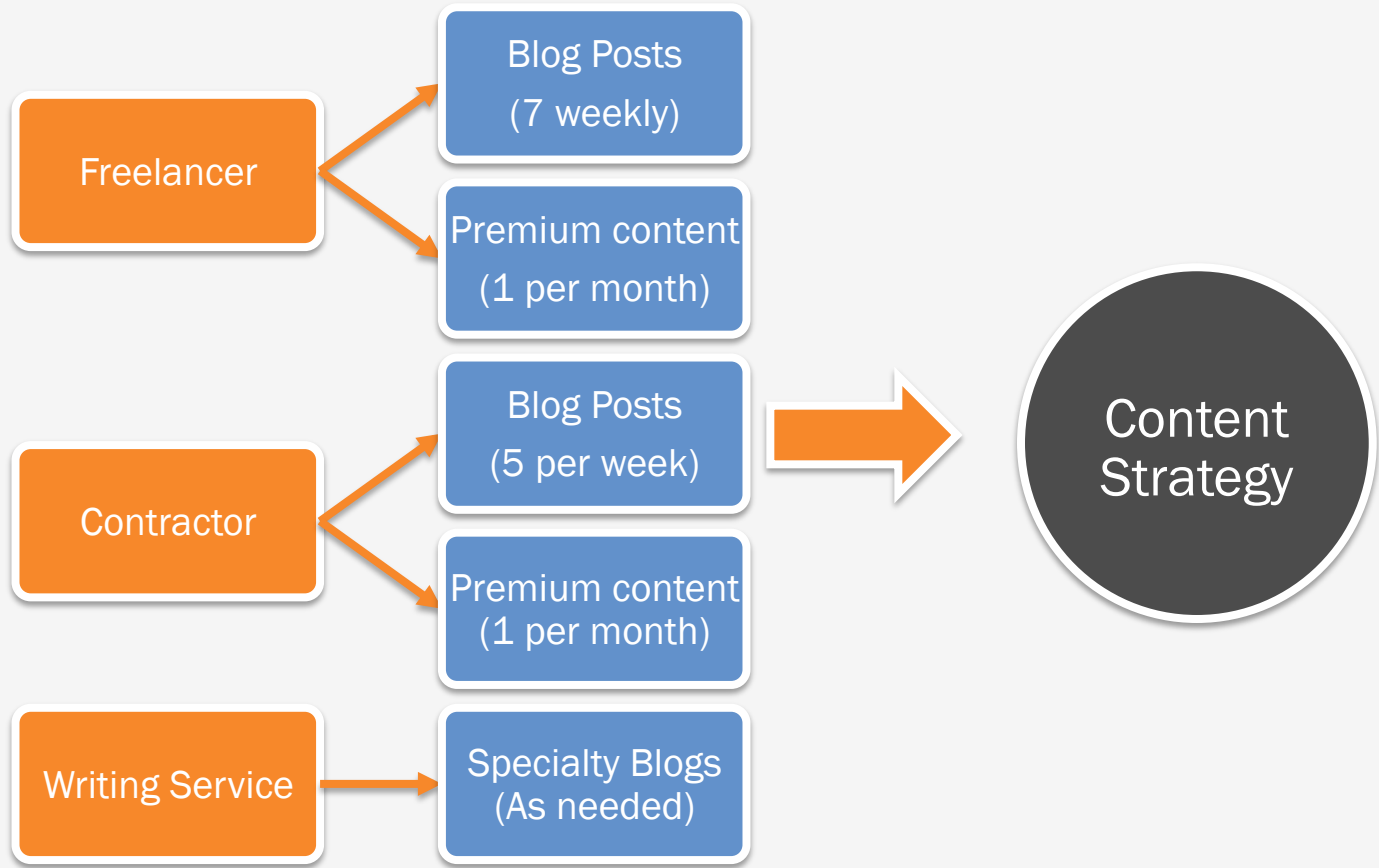 Freelancer
Blog Posts
(7 weekly)
Premium content
(1 per month)
Contractor
Blog Posts
(5 per week)
Premium content
(1 per month)
Writing Service
Specialty Blogs
(As needed)
Content
Strategy